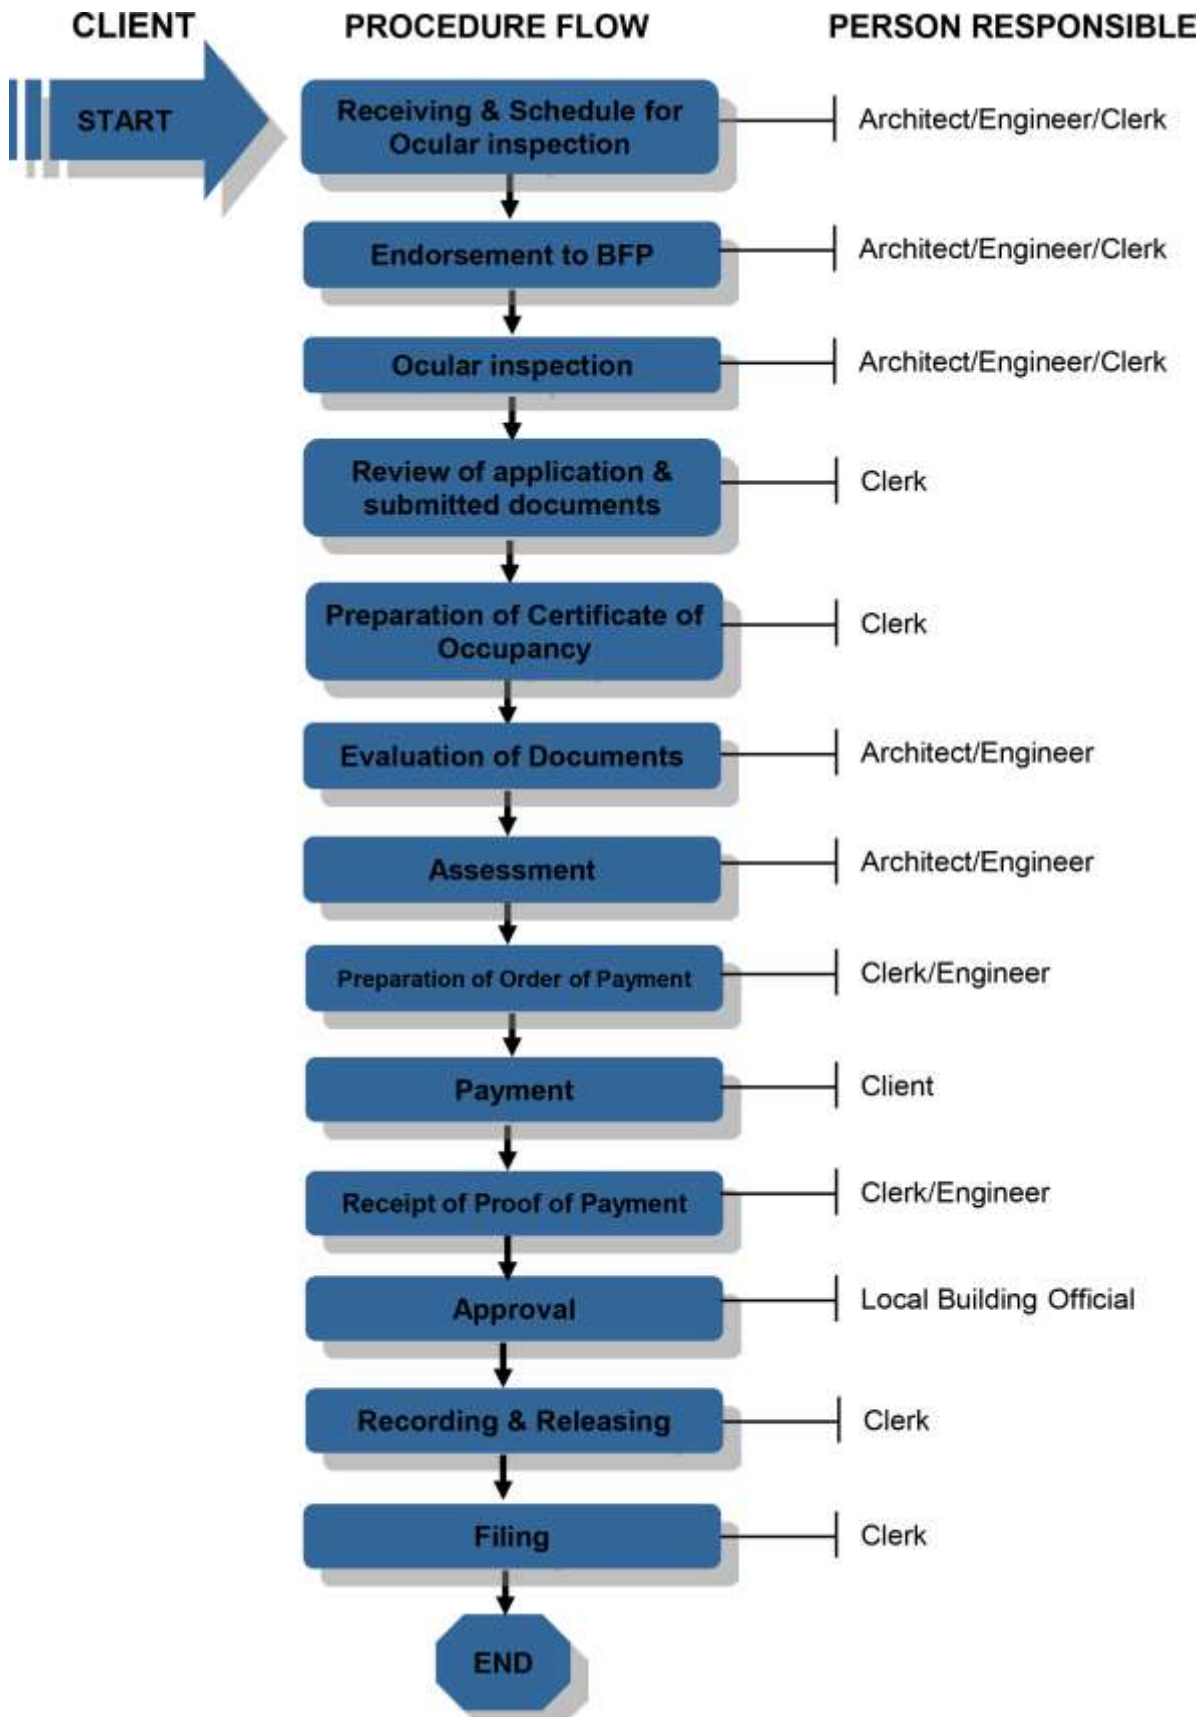 CLIENT PROCEDURE FLOW PERSON RESPONSIBLE
START
Receiving & Schedule for
Ocular inspection
Architect/Engineer/Clerk
Endorsement to BFP
Architect/Engineer/Clerk
Ocular inspection
Architect/Engineer/Clerk
Review of application &
submitted documents
Clerk
Preparation of Certificate of
Occupancy
Clerk
Evaluation of Documents
Architect/Engineer
Assessment
Architect/Engineer
Preparation of Order of Payment
Clerk/Engineer
Payment
Client
Receipt of Proof of Payment
Clerk/Engineer
Approval
Local Building Official
Recording & Releasing
Clerk
Filing
Clerk
END